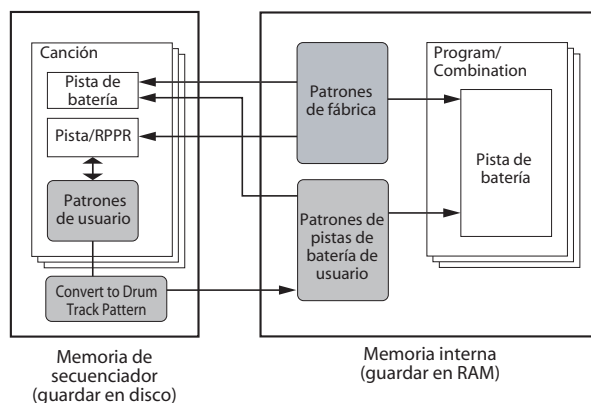 Canción
Pista de
batería
Pista/RPPR
Patrones
de usuario
Convert to Drum
Track Pattern
Memoria de
secuenciador
(guardar en disco)
Patrones
de fábrica
Patrones de
pistas de
batería de
usuario
Program/
Combination
Pista de
batería
Memoria interna
(guardar en RAM)